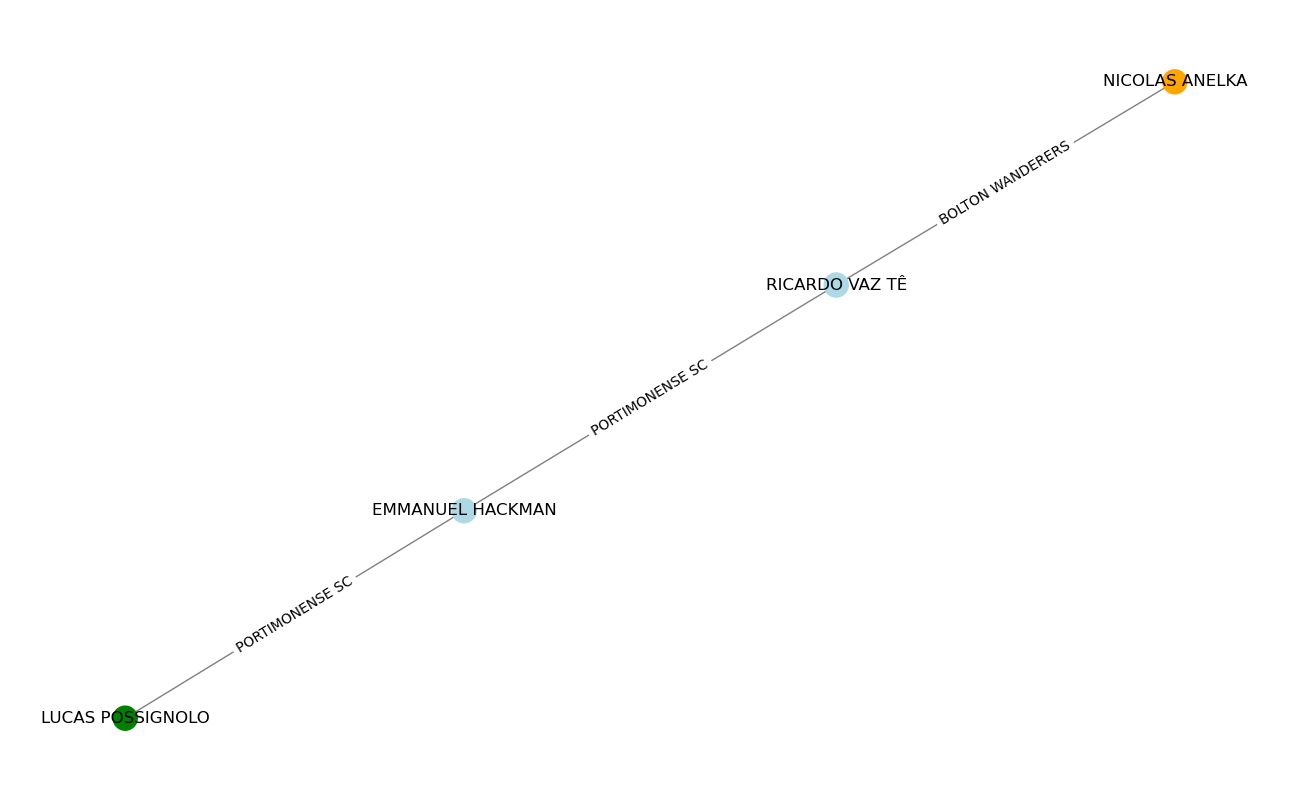 NICOLAS ANELKA
BOLTON WANDERERS
RICARDO VAZ TÊ
PORTIMONENSE SC
EMMANUEL HACKMAN
PORTIMONENSE SC
LUCAS POSSIGNOLO